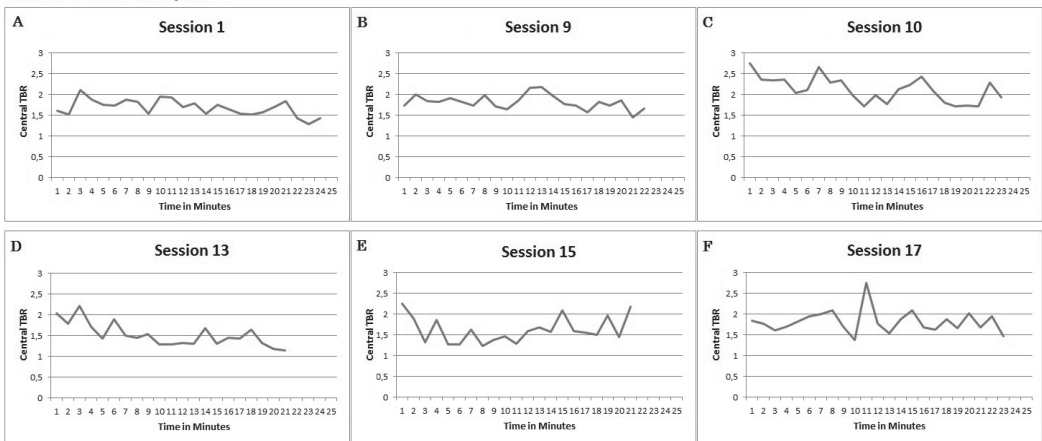 A
Session 1
3
2,5
2
1,5
1
0,5
0
Central TBR
1 2 3 4 5 6 7 8 9 10 11 12 13 14 15 16 17 18 19 20 21 22 23 24 25
Time in Minutes
B
Session 9
3
2,5
2
1,5
1
0,5
0
Central TBR
1 2 3 4 5 6 7 8 9 10 11 12 13 14 15 16 17 18 19 20 21 22 23 24 25
Time in Minutes
C
Session 10
3
2,5
2
1,5
1
0,5
0
Central TBR
1 2 3 4 5 6 7 8 9 10 11 12 13 14 15 16 17 18 19 20 21 22 23 24 25
Time in Minutes
D
Session 13
3
2,5
2
1,5
1
0,5
0
Central TBR
1 2 3 4 5 6 7 8 9 10 11 12 13 14 15 16 17 18 19 20 21 22 23 24 25
Time in Minutes
E
Session 15
3
2,5
2
1,5
1
0,5
0
Central TBR
1 2 3 4 5 6 7 8 9 10 11 12 13 14 15 16 17 18 19 20 21 22 23 24 25
Time in Minutes
F
Session 17
3
2,5
2
1,5
1
0,5
0
Central TBR
1 2 3 4 5 6 7 8 9 10 11 12 13 14 15 16 17 18 19 20 21 22 23 24 25
Time in Minutes